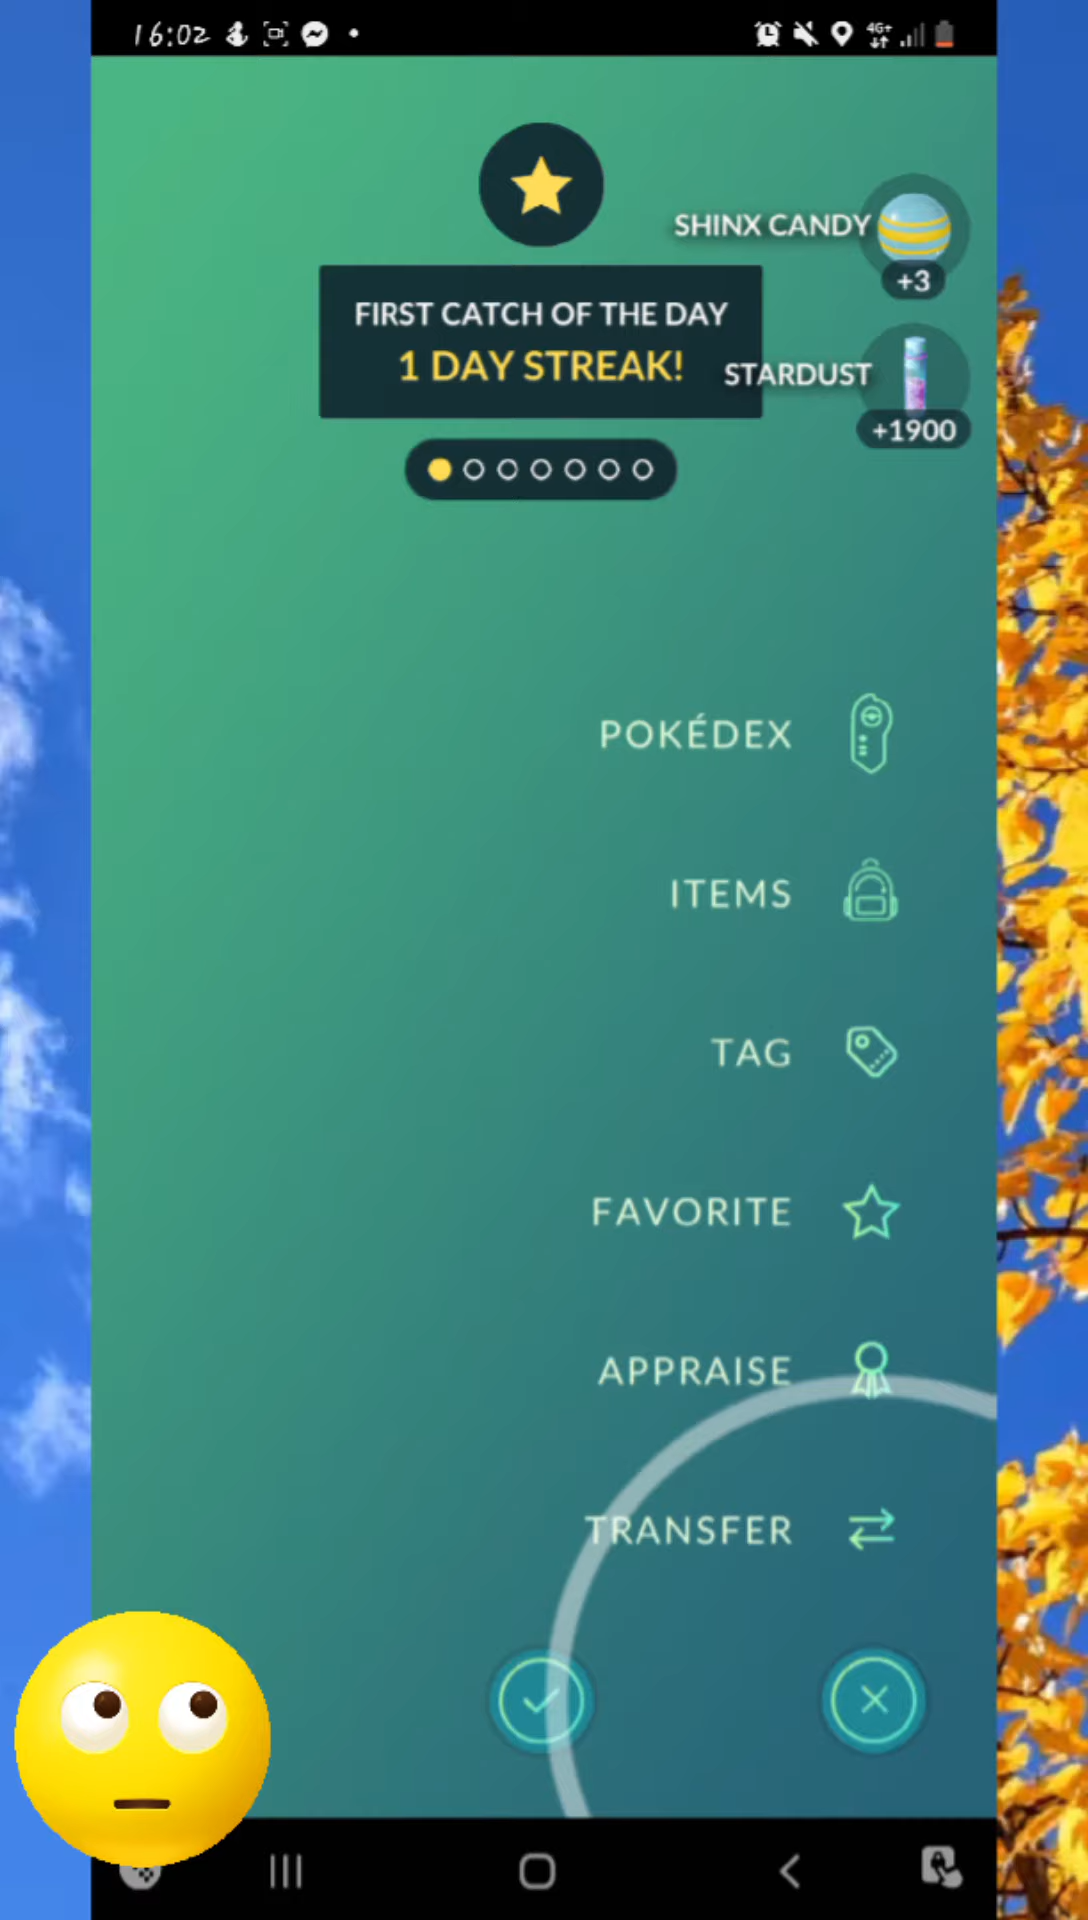 16:02
4G+
SHINX CANDY
+3
FIRST CATCH OF THE DAY
1 DAY STREAK!
STARDUST
+1900
POKÉDEX
ITEMS
TAG
FAVORITE
APPRAISE
TRANSFER